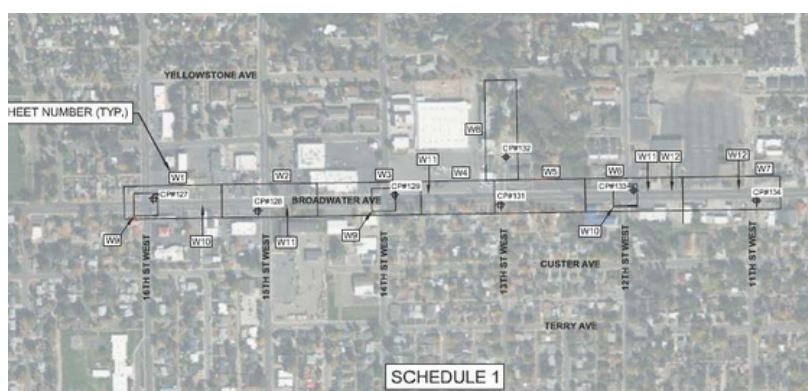 YELLOWSTONE AVE
HEET NUMBER (TYP.)
W8
CP#132
W1
W2
W3
W11
W4
W5
W6
W11
W12
W12
W7
CP#127
CP#128
BROADWATER AVE
CP#129
CP#131
CP#133
CP#134
W9
W10
W11
W9
W10
16TH ST WEST
15TH ST WEST
14TH ST WEST
13TH ST WEST
12TH ST WEST
11TH ST WEST
CUSTER AVE
TERRY AVE
SCHEDULE 1